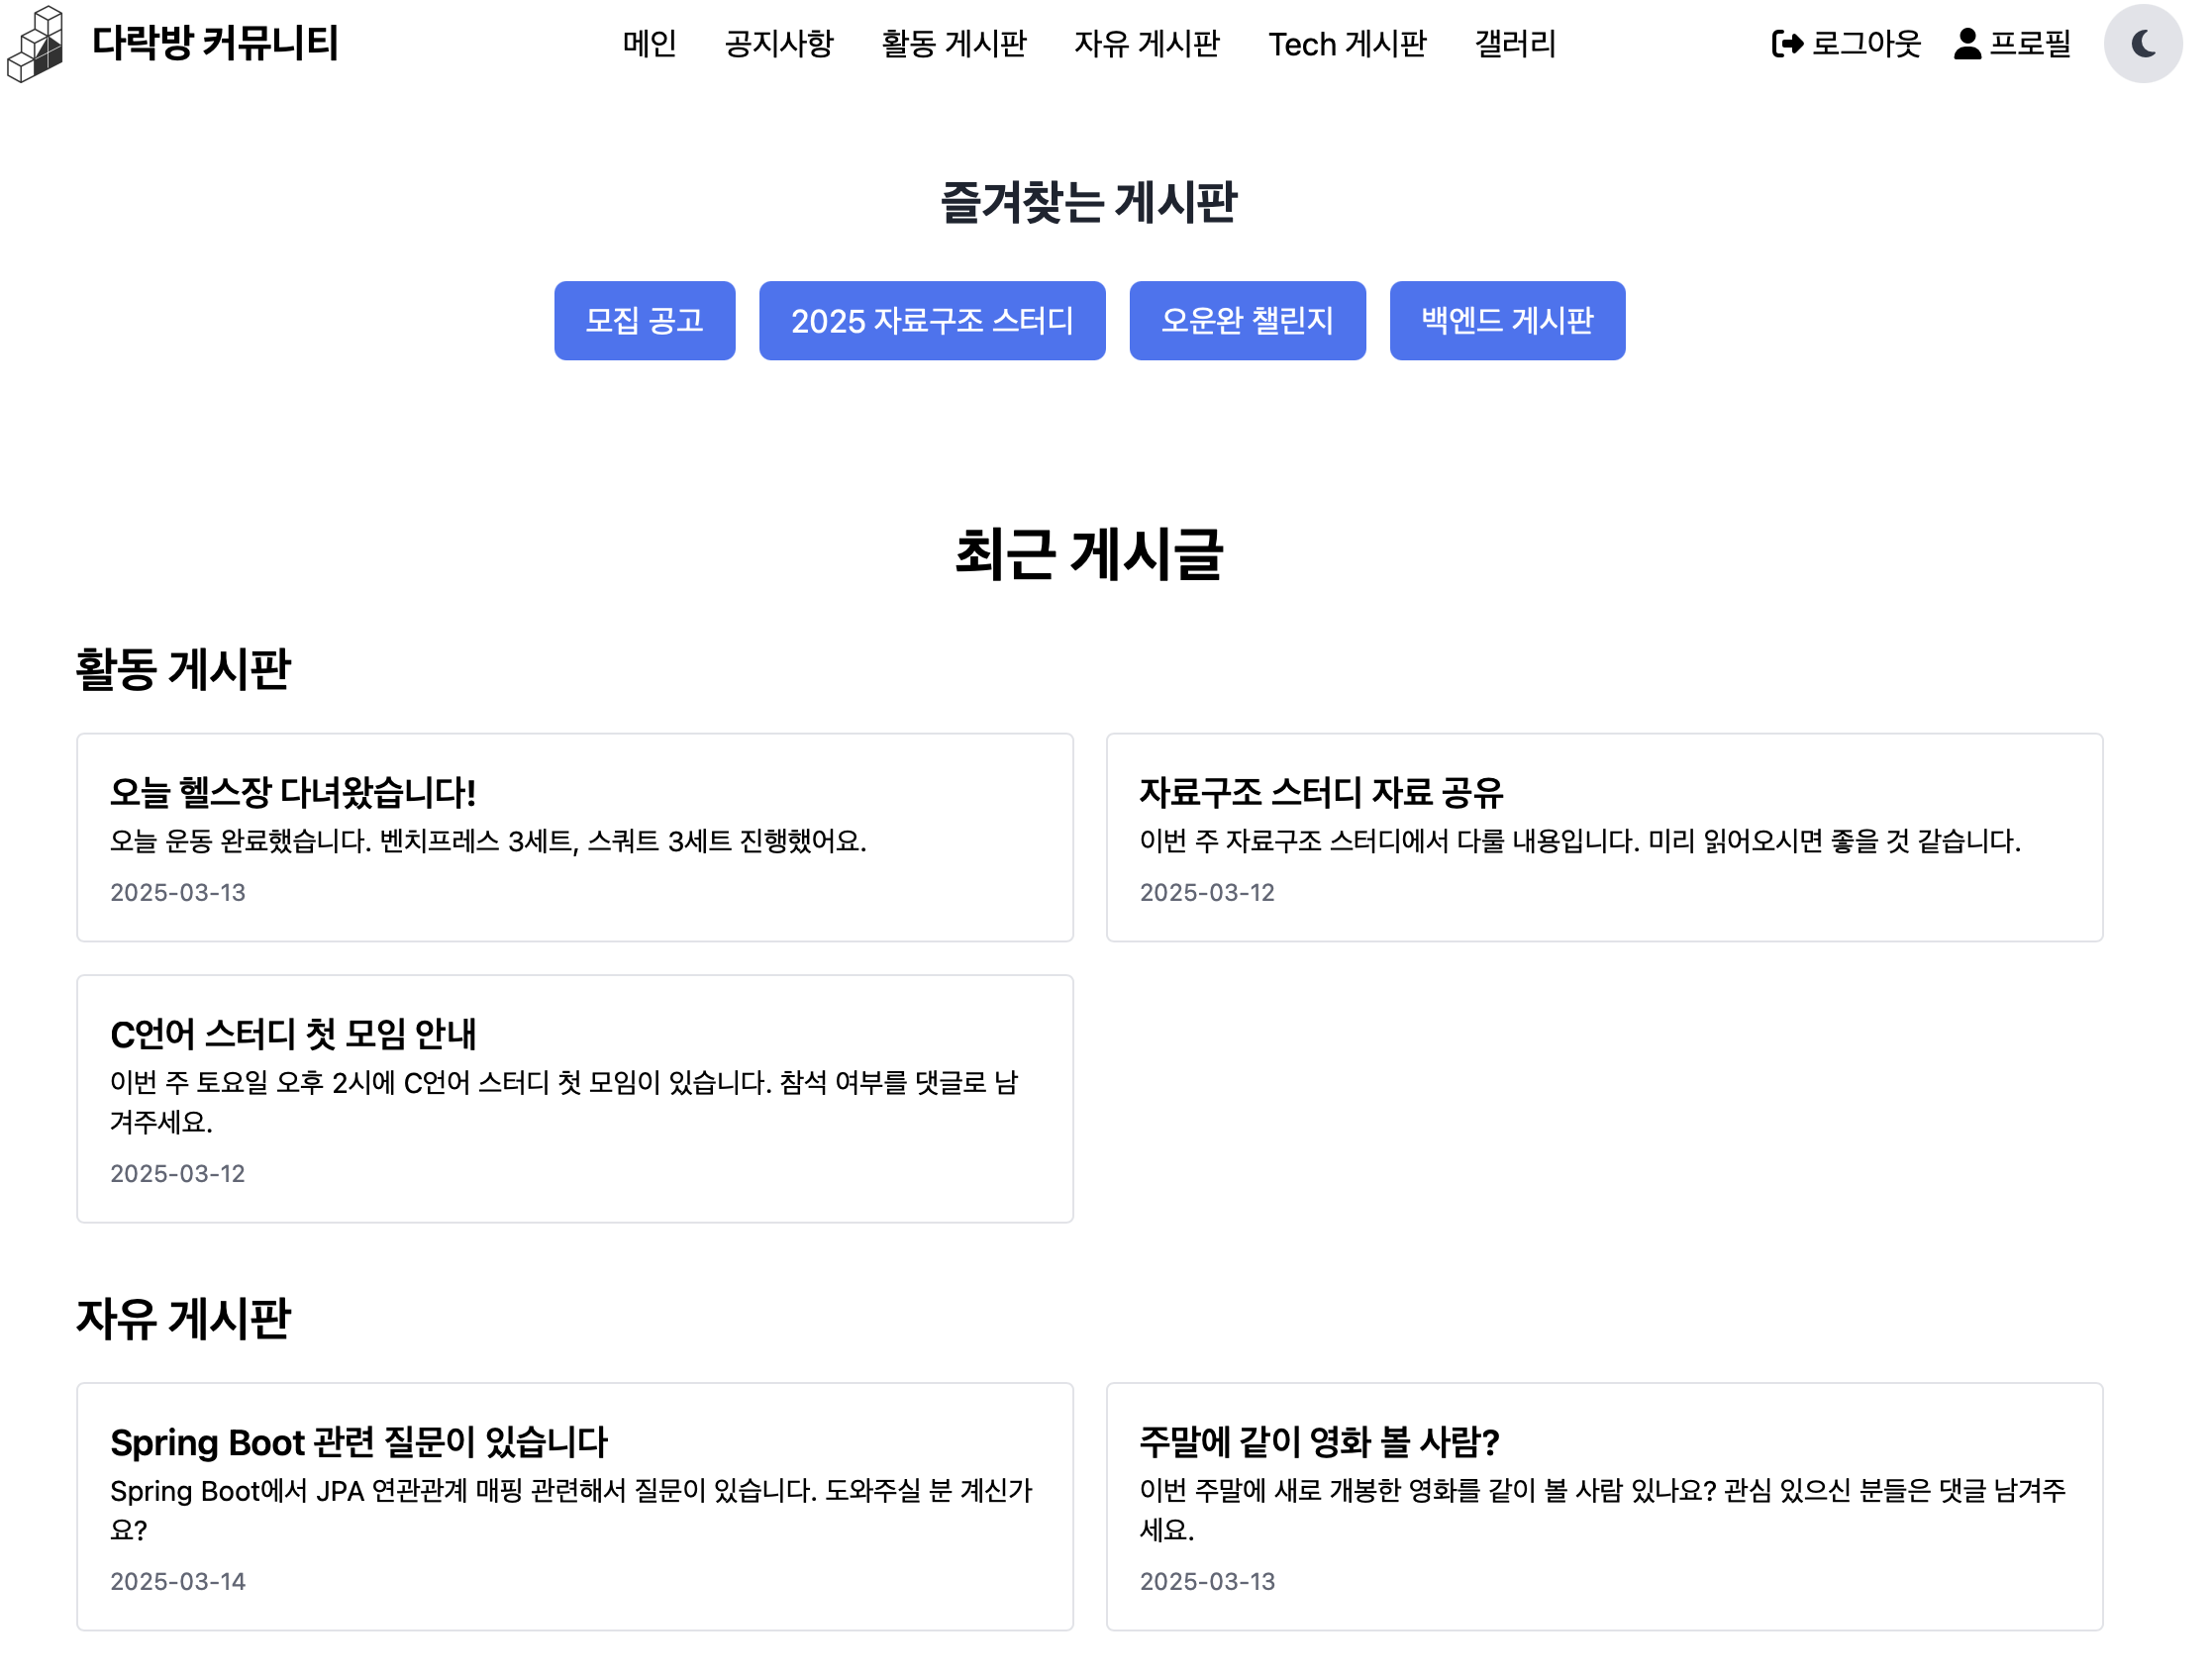 다락방 커뮤니티
메인 공지사항 활동 게시판 자유 게시판 Tech 게시판 갤러리
로그아웃 프로필
즐겨찾는 게시판
모집 공고 2025 자료구조 스터디 오운완 챌린지 백엔드 게시판
최근 게시글
활동 게시판
오늘 헬스장 다녀왔습니다!
오늘 운동 완료했습니다. 벤치프레스 3세트, 스쿼트 3세트 진행했어요.
2025-03-13
자료구조 스터디 자료 공유
이번 주 자료구조 스터디에서 다룰 내용입니다. 미리 읽어오시면 좋을 것 같습니다.
2025-03-12
C언어 스터디 첫 모임 안내
이번 주 토요일 오후 2시에 C언어 스터디 첫 모임이 있습니다. 참석 여부를 댓글로 남
겨주세요.
2025-03-12
자유 게시판
Spring Boot 관련 질문이 있습니다
Spring Boot에서 JPA 연관관계 매핑 관련해서 질문이 있습니다. 도와주실 분 계신가
요?
2025-03-14
주말에 같이 영화 볼 사람?
이번 주말에 새로 개봉한 영화를 같이 볼 사람 있나요? 관심 있으신 분들은 댓글 남겨주
세요.
2025-03-13